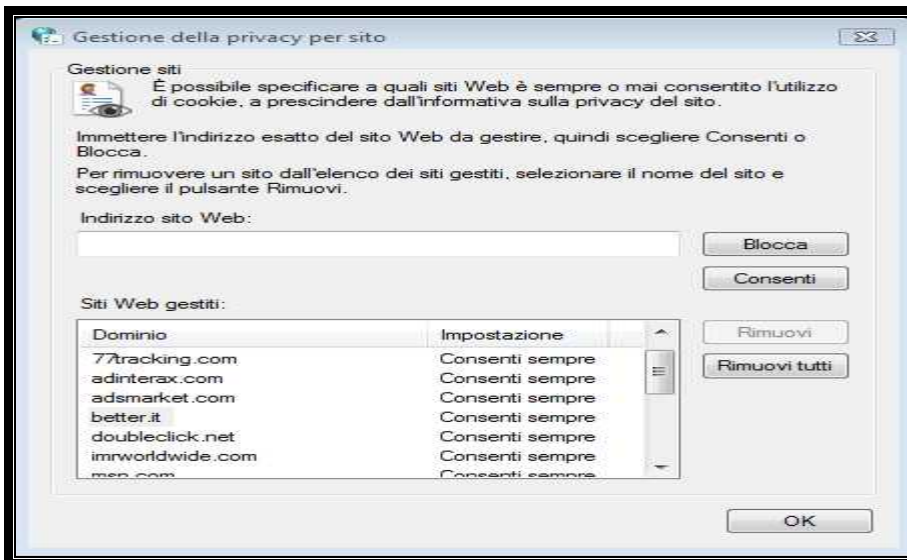 Gestione della privacy per sito
Gestione siti
È possibile specificare a quali siti Web è sempre o mai consentito l'utilizzo
di cookie, a prescindere dall'informativa sulla privacy del sito.
Immettere l'indirizzo esatto del sito Web da gestire, quindi scegliere Consenti o
Blocca.
Per rimuovere un sito dall'elenco dei siti gestiti, selezionare il nome del sito e
scegliere il pulsante Rimuovi.
Indirizzo sito Web:
Blocca
Consenti
Siti Web gestiti:
Dominio Impostazione
Rimuovi
77tracking.com Consenti sempre
Rimuovi tutti
adinterax.com Consenti sempre
adsmarket.com Consenti sempre
better.it Consenti sempre
doubleclick.net Consenti sempre
imrworldwide.com Consenti sempre
msn.com Consenti sempre
OK